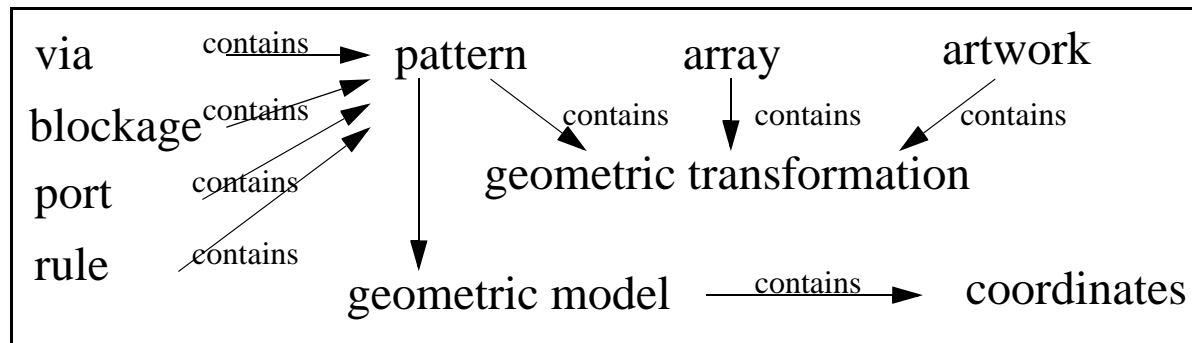 via contains pattern array artwork
blockage contains contains contains contains
port contains geometric transformation
rule contains
geometric model contains coordinates